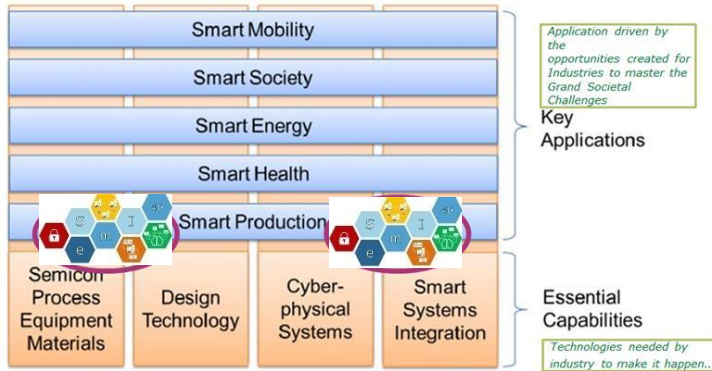 Smart Mobility
Smart Society
Smart Energy
Smart Health
Smart Production
Application driven by
the
opportunities created for
Industries to master the
Grand Societal
Challenges
Key
Applications
S
I
e
m
S
I
e
m
Semicon
Process
Equipment
Materials
Design
Technology
Cyber-
physical
Systems
Smart
Systems
Integration
Essential
Capabilities
Technologies needed by
industry to make it happen..